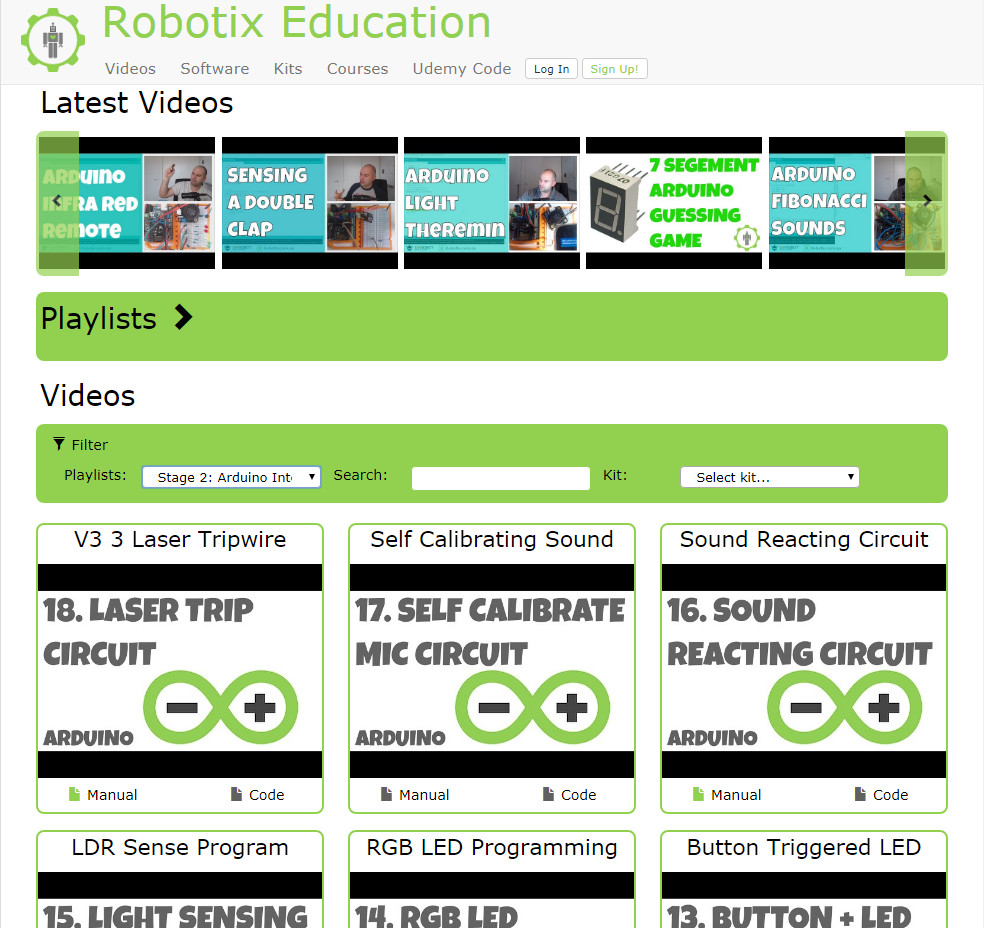 Robotix Education
Videos Software Kits Courses Udemy Code Log In Sign Up!
Latest Videos
ARDUINO
INFRA RED
REMOTE
SENSING
A DOUBLE
CLAP
ARDUINO
LIGHT
THEREMIN
7 SEGEMENT
ARDUINO
GUESSING
GAME
ARDUINO
FIBONACCI
SOUNDS
Playlists
Videos
Filter
Playlists: Stage 2: Arduino Int Search: Kit: Select kit...
V3 3 Laser Tripwire
18. LASER TRIP
CIRCUIT
ARDUINO
Manual Code
Self Calibrating Sound
17. SELF CALIBRATE
MIC CIRCUIT
ARDUINO
Manual Code
Sound Reacting Circuit
16. SOUND
REACTING CIRCUIT
ARDUINO
Manual Code
LDR Sense Program
15. LIGHT SENSING
RGB LED Programming
14. RGB LED
Button Triggered LED
13. BUTTON + LED